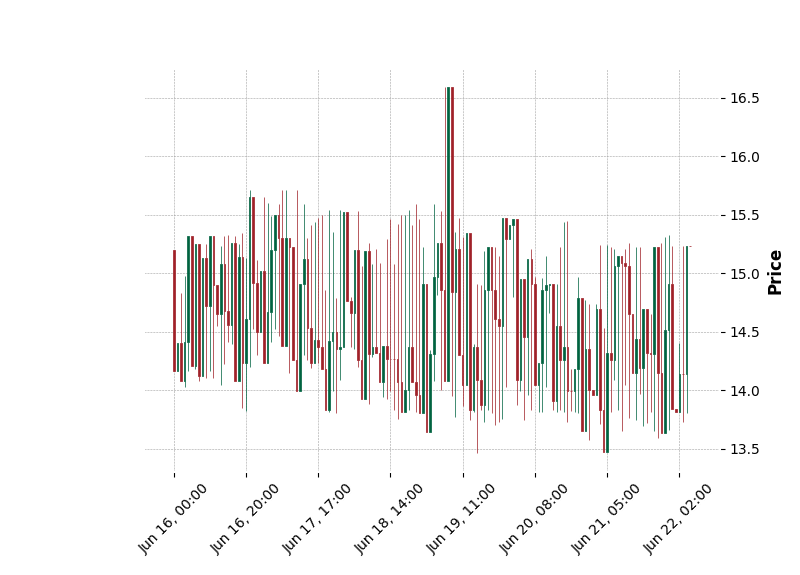 16.5
16.0
15.5
15.0
14.5
14.0
13.5
Price
Jun 16, 00:00
Jun 16, 20:00
Jun 17, 17:00
Jun 18, 14:00
Jun 19, 11:00
Jun 20, 08:00
Jun 21, 05:00
Jun 22, 02:00